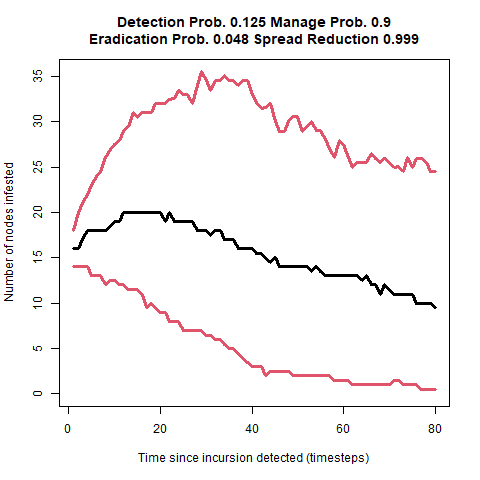 Detection Prob. 0.125 Manage Prob. 0.9
Eradication Prob. 0.048 Spread Reduction 0.999
Number of nodes infested
35
30
25
20
15
10
5
0
0 20 40 60 80
Time since incursion detected (timesteps)